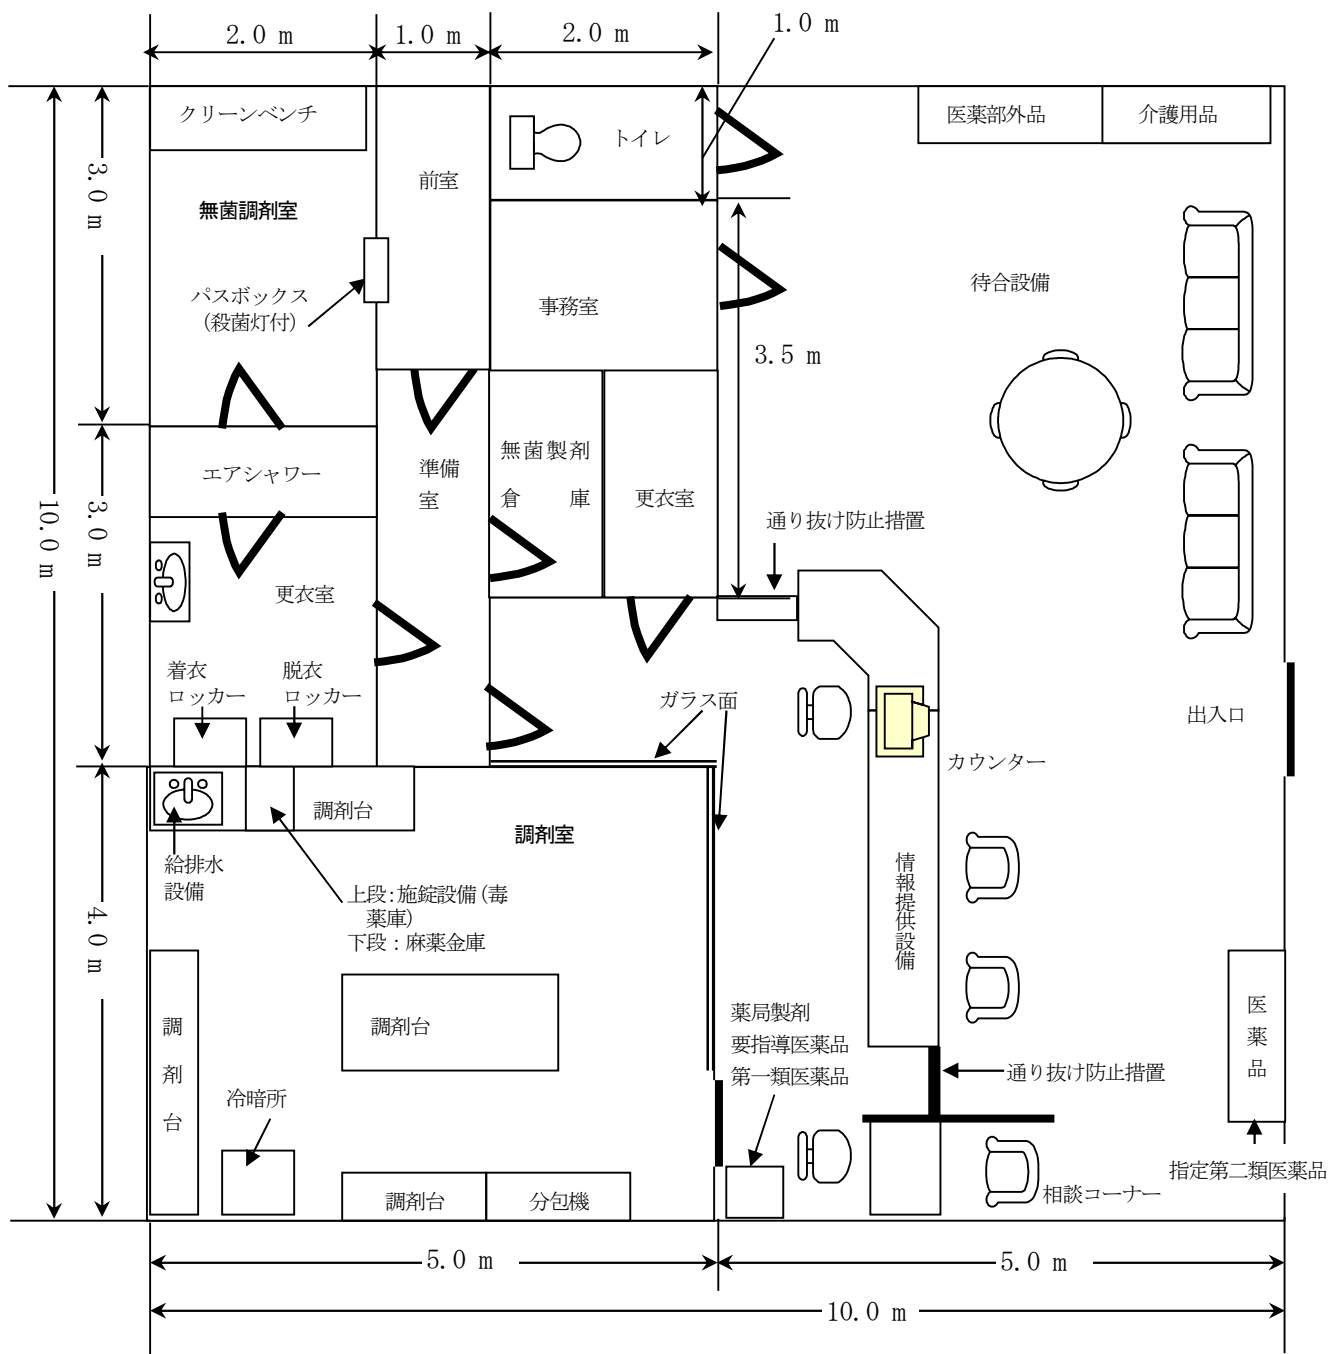 2.0 m
1.0 m
2.0 m
1.0 m
クリーンベンチ
トイレ
医薬部外品
介護用品
3.0 m
前室
無菌調剤室
待合設備
パスボックス
(殺菌灯付)
事務室
3.5 m
無菌製剤
倉　庫
準備
室
エアシャワー
更衣室
10.0 m
3.0 m
通り抜け防止措置
更衣室
着衣
ロッカー
脱衣
ロッカー
ガラス面
出入口
カウンター
調剤台
調剤室
給排水
設備
情報提供設備
上段:施錠設備(毒
薬庫)
下段:麻薬金庫
4.0 m
調剤台
調剤台
薬局製剤
要指導医薬品
第一類医薬品
医薬品
通り抜け防止措置
冷暗所
指定第二類医薬品
調剤台
分包機
相談コーナー
5.0 m
5.0 m
10.0 m